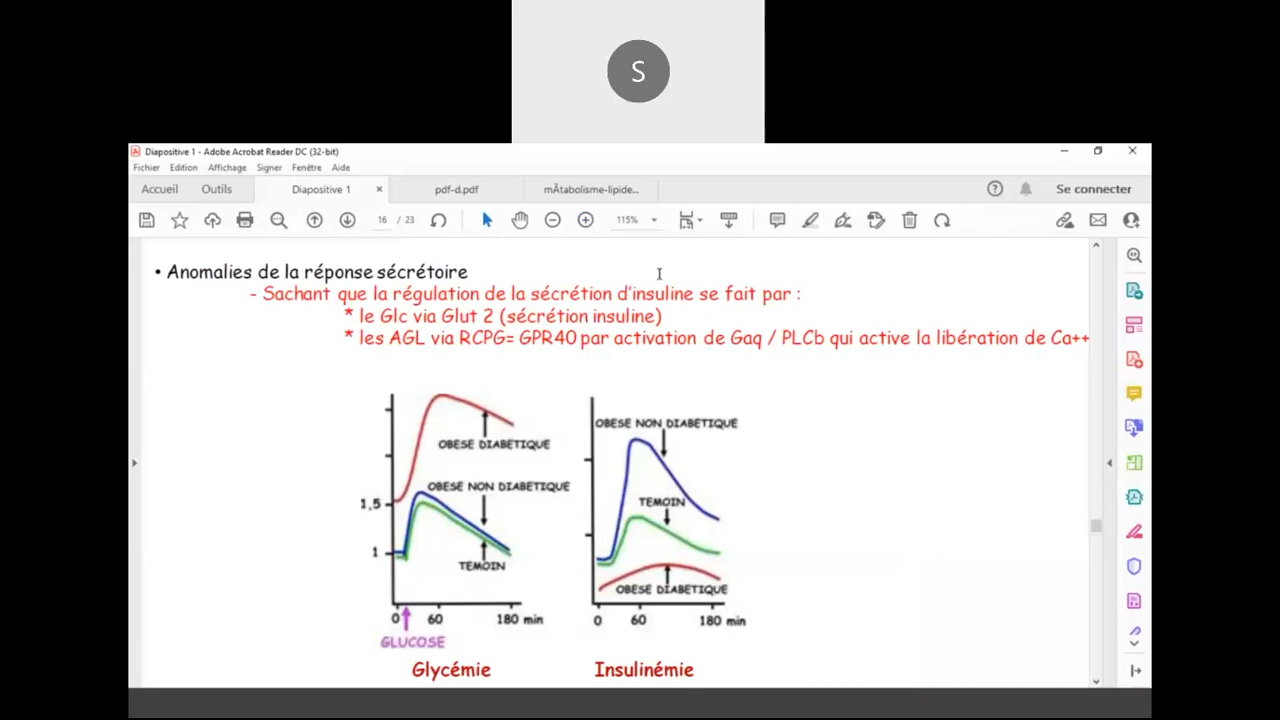 S
Diapositive 1 - Adobe Acrobat Reader DC (32-bit)
Fichier Edition Affichage Signer Fenêtre Aide
Accueil Outils Diapositive 1 × pdf-d.pdf mÃtabolisme-lipide... Se connecter
16 / 23 115%
• Anomalies de la réponse sécrétoire
- Sachant que la régulation de la sécrétion d'insuline se fait par :
* le Glc via Glut 2 (sécrétion insuline)
* les AGL via RCPG= GPR40 par activation de Gaq / PLCb qui active la libération de Ca++
OBESE DIABETIQUE
OBESE NON DIABETIQUE
1,5
1
TEMOIN
0 60 180 min
GLUCOSE
Glycémie
OBESE NON DIABETIQUE
TEMOIN
OBESE DIABETIQUE
0 60 180 min
Insulinémie